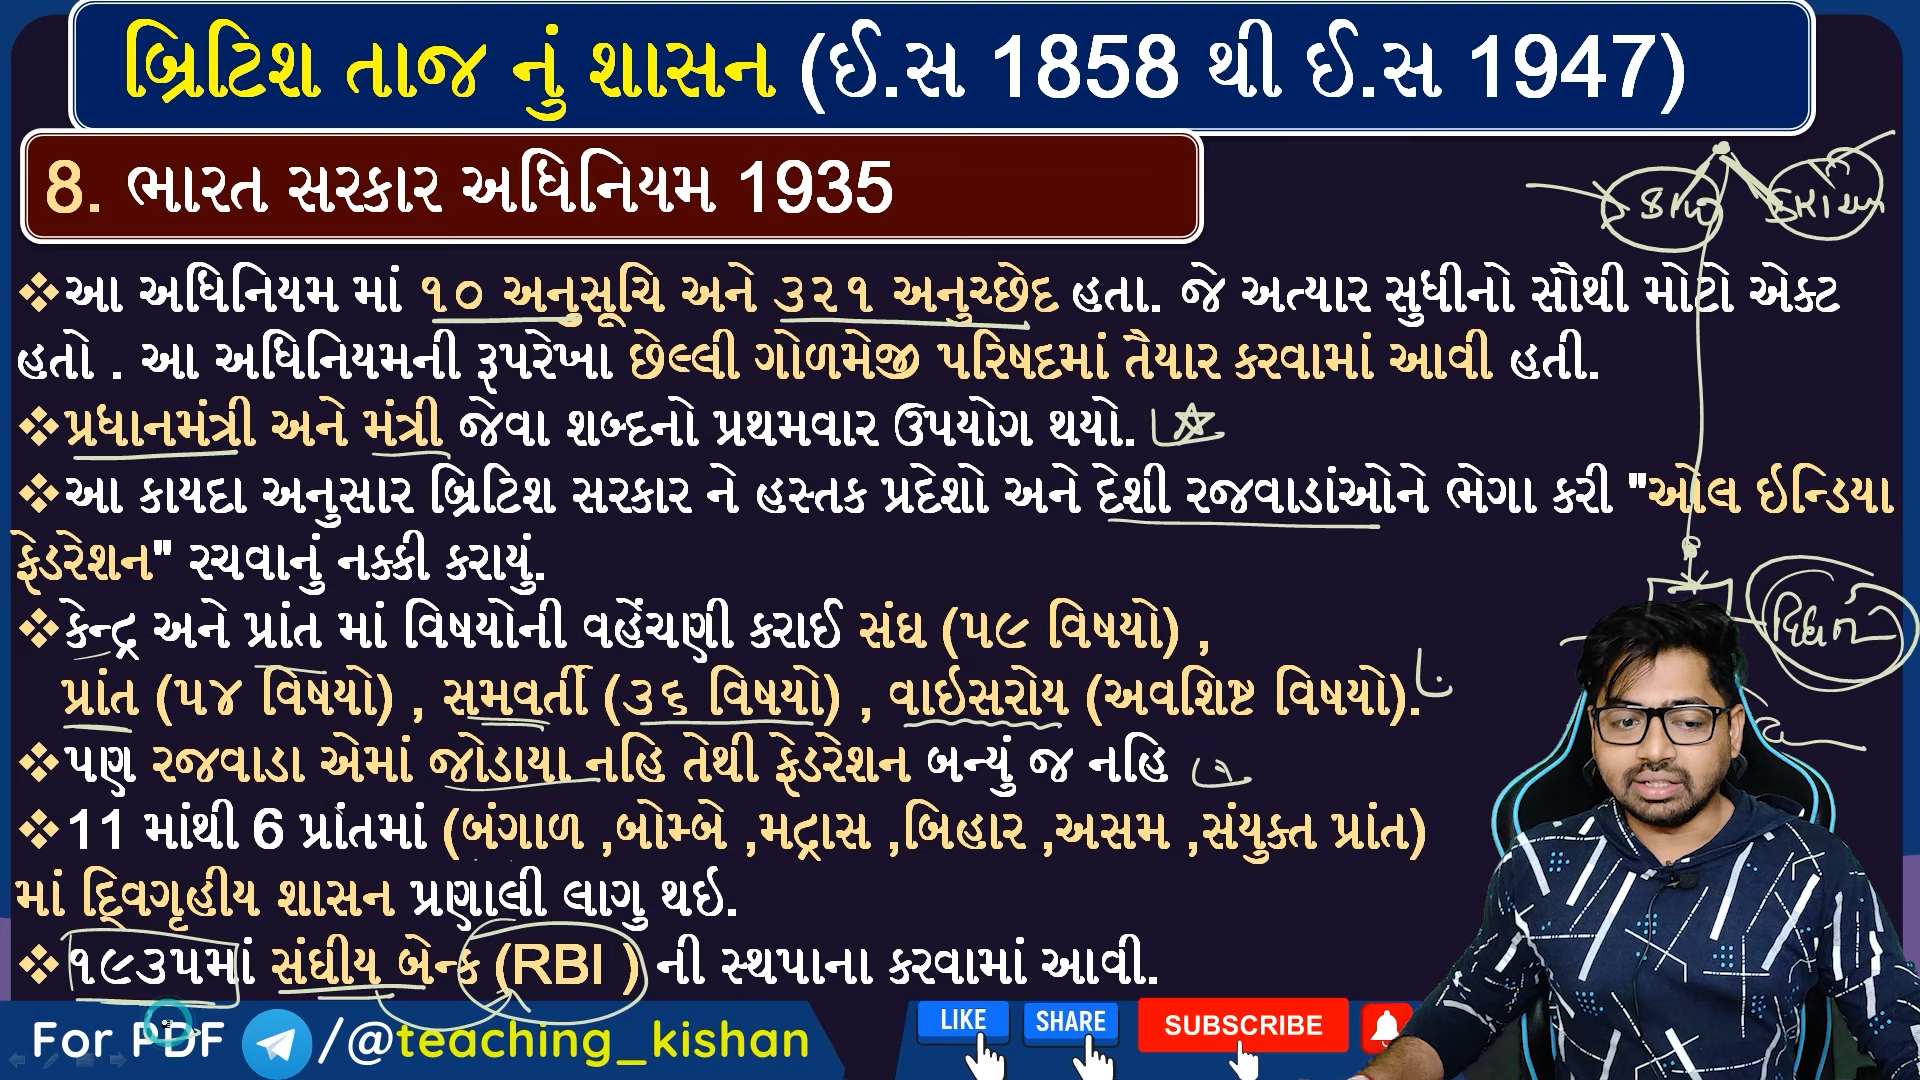 બ્રિટિશ તાજ નું શાસન (ઈ.સ 1858 થી ઈ.સ 1947)
8. ભારત સરકાર અધિનિયમ 1935
❖આ અધિનિયમ માં ૧૦ અનુસૂચિ અને ૩૨૧ અનુચ્છેદ હતા. જે અત્યાર સુધીનો સૌથી મોટો એક્ટ
હતો . આ અધિનિયમની રૂપરેખા છેલ્લી ગોળમેજી પરિષદમાં તૈયાર કરવામાં આવી હતી.
❖પ્રધાનમંત્રી અને મંત્રી જેવા શબ્દનો પ્રથમવાર ઉપયોગ થયો.
❖આ કાયદા અનુસાર બ્રિટિશ સરકાર ને હસ્તક પ્રદેશો અને દેશી રજવાડાંઓને ભેગા કરી "ઓલ ઇન્ડિયા
ફેડરેશન" રચવાનું નક્કી કરાયું.
❖કેન્દ્ર અને પ્રાંત માં વિષયોની વહેંચણી કરાઈ સંઘ (૫૯ વિષયો) ,
પ્રાંત (૫૪ વિષયો) , સમવર્તી (૩૬ વિષયો) , વાઇસરોય (અવશિષ્ટ વિષયો).
❖પણ રજવાડા એમાં જોડાયા નહિ તેથી ફેડરેશન બન્યું જ નહિ
❖11 માંથી 6 પ્રાંતમાં (બંગાળ ,બોમ્બે ,મદ્રાસ ,બિહાર ,અસમ ,સંયુક્ત પ્રાંત)
માં દ્વિગૃહીય શાસન પ્રણાલી લાગુ થઇ.
❖૧૯૩૫માં સંઘીય બેન્ક (RBI ) ની સ્થપાના કરવામાં આવી.
For PDF /@teaching_kishan
LIKE SHARE SUBSCRIBE